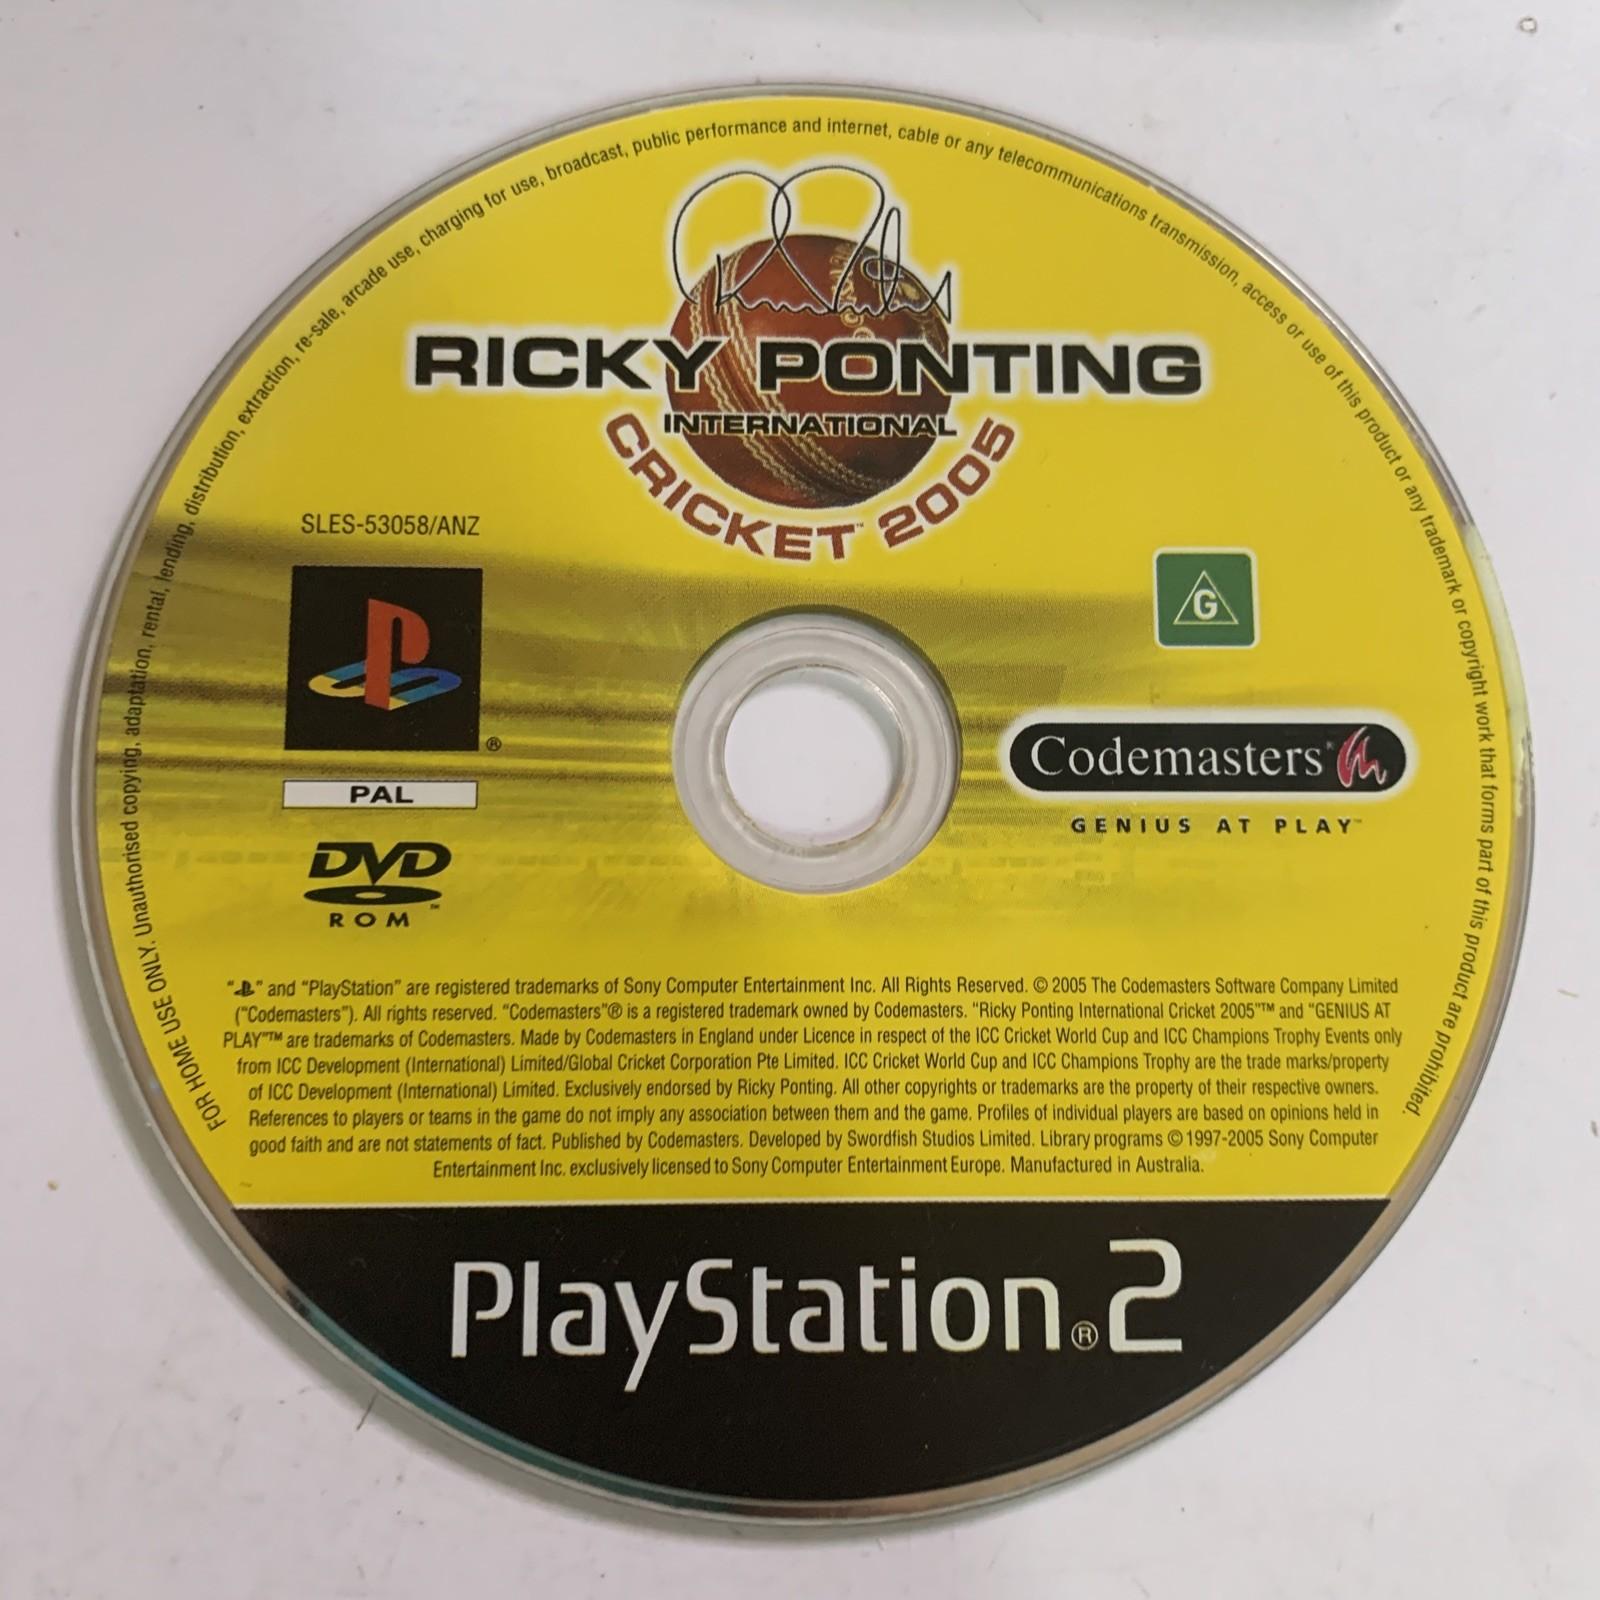 FOR HOME USE ONLY. Unauthorised copying, adaptation, rental, lending, distribution, extraction, re-sale, arcade use, charging for use, broadcast, public performance and internet, cable or any telecommunications transmission, access or use of this product or any trademark or copyright work that forms part of this product are prohibited.
RICKY PONTING
INTERNATIONAL
CRICKET™ 2005
SLES-53058/ANZ
G
®
PAL
Codemasters®
GENIUS AT PLAY™
DVD
ROM™
"" and "PlayStation" are registered trademarks of Sony Computer Entertainment Inc. All Rights Reserved. © 2005 The Codemasters Software Company Limited
("Codemasters"). All rights reserved. "Codemasters"® is a registered trademark owned by Codemasters. "Ricky Ponting International Cricket 2005"™ and "GENIUS AT
PLAY"™ are trademarks of Codemasters. Made by Codemasters in England under Licence in respect of the ICC Cricket World Cup and ICC Champions Trophy Events only
from ICC Development (International) Limited/Global Cricket Corporation Pte Limited. ICC Cricket World Cup and ICC Champions Trophy are the trade marks/property
of ICC Development (International) Limited. Exclusively endorsed by Ricky Ponting. All other copyrights or trademarks are the property of their respective owners.
References to players or teams in the game do not imply any association between them and the game. Profiles of individual players are based on opinions held in
good faith and are not statements of fact. Published by Codemasters. Developed by Swordfish Studios Limited. Library programs © 1997-2005 Sony Computer
Entertainment Inc. exclusively licensed to Sony Computer Entertainment Europe. Manufactured in Australia.
PlayStation®2